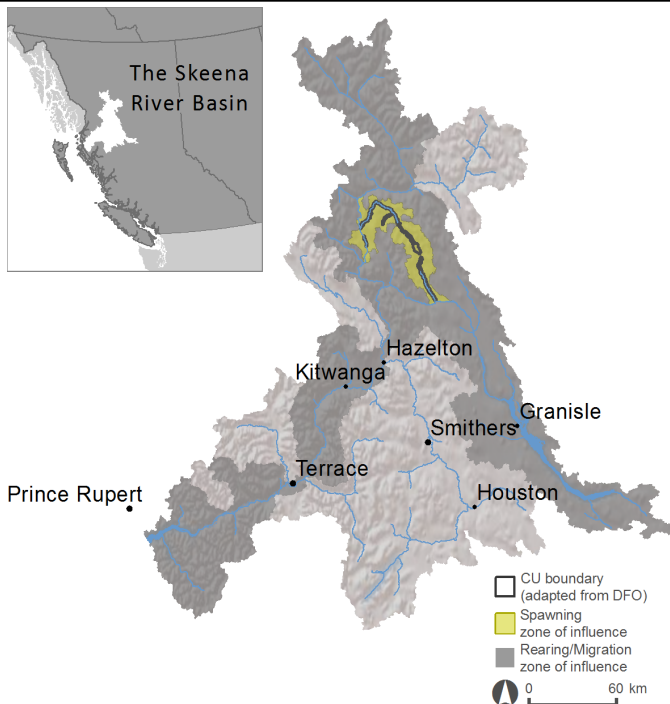 The Skeena
River Basin
Hazelton
Kitwanga
Granisle
Smithers
Terrace
Prince Rupert
Houston
CU boundary
(adapted from DFO)
Spawning
zone of influence
Rearing/Migration
zone of influence
0 60 km